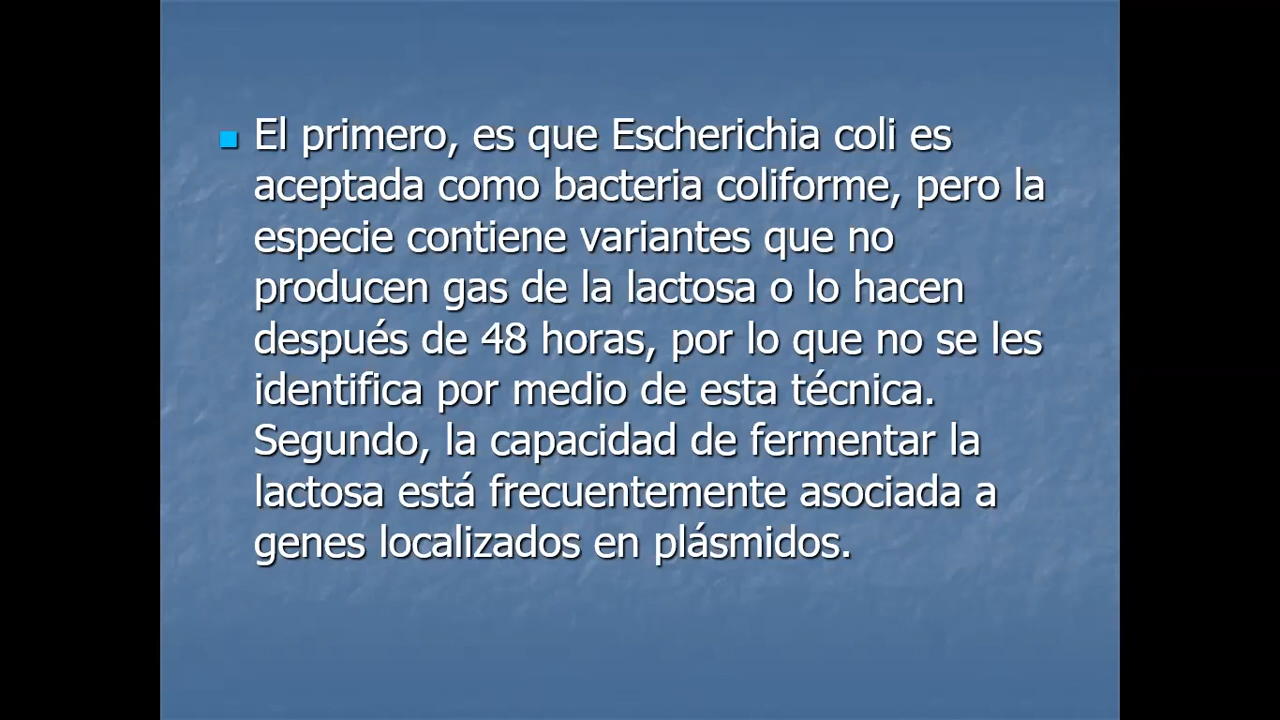 El primero, es que Escherichia coli es
aceptada como bacteria coliforme, pero la
especie contiene variantes que no
producen gas de la lactosa o lo hacen
después de 48 horas, por lo que no se les
identifica por medio de esta técnica.
Segundo, la capacidad de fermentar la
lactosa está frecuentemente asociada a
genes localizados en plásmidos.